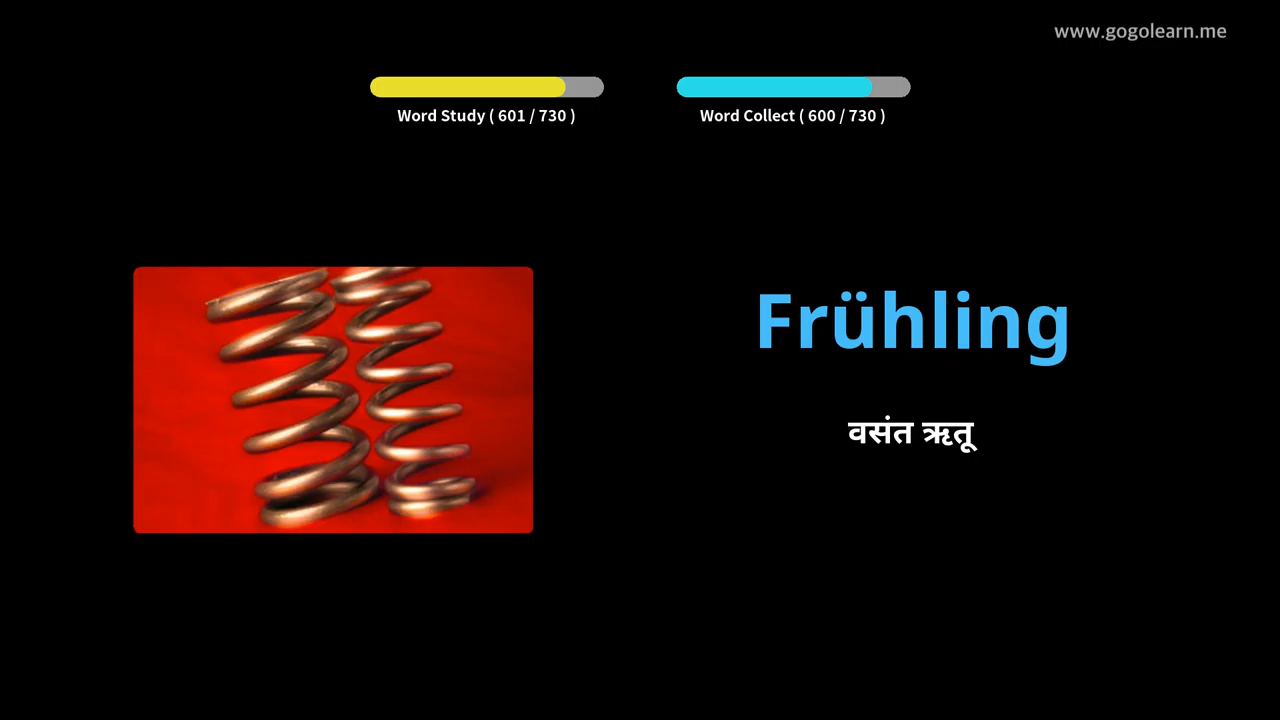 www.gogolearn.me
Word Study ( 601 / 730 )
Word Collect ( 600 / 730 )
Frühling
वसंत ऋतू